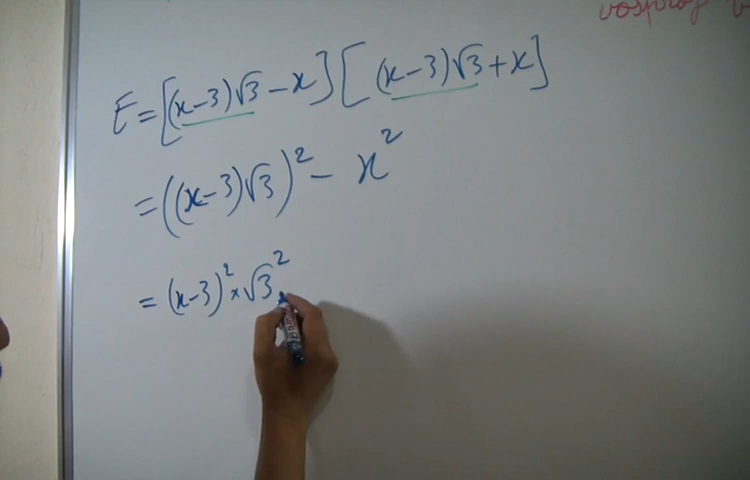 E = [(x-3)√3 - x] [(x-3)√3 + x]
= ((x-3)√3)² - x²
= (x-3)² × √3²